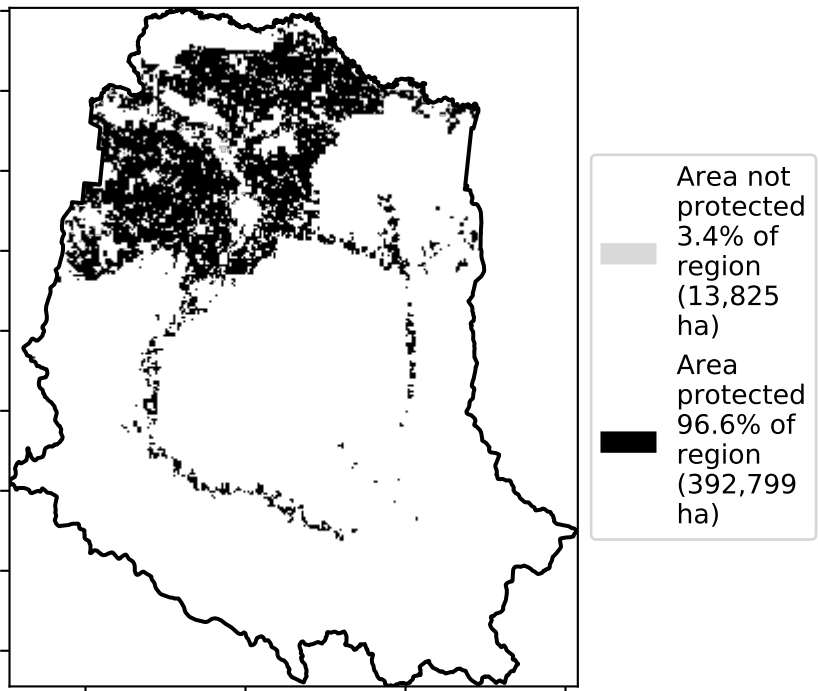 Area not
protected
3.4% of
region
(13,825
ha)
Area
protected
96.6% of
region
(392,799
ha)